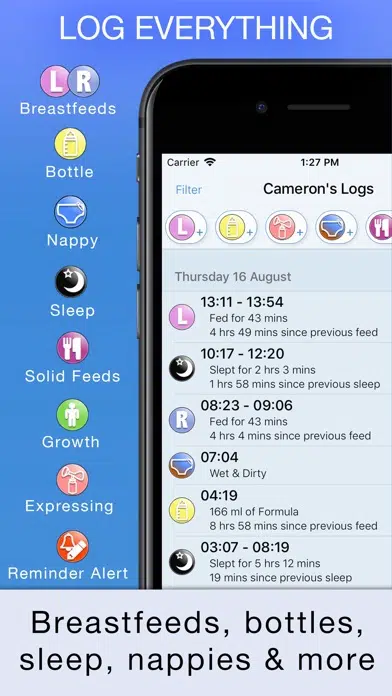 LOG EVERYTHING
L R
Breastfeeds
Bottle
Nappy
Sleep
Solid Feeds
Growth
Expressing
Reminder Alert
Carrier 1:27 PM
Filter Cameron's Logs
L + + + +
Thursday 16 August
L 13:11 - 13:54
Fed for 43 mins
4 hrs 49 mins since previous feed
10:17 - 12:20
Slept for 2 hrs 3 mins
1 hrs 58 mins since previous sleep
R 08:23 - 09:06
Fed for 43 mins
4 hrs 4 mins since previous feed
07:04
Wet & Dirty
04:19
166 ml of Formula
8 hrs 58 mins since previous feed
03:07 - 08:19
Slept for 5 hrs 12 mins
19 mins since previous sleep
Breastfeeds, bottles,
sleep, nappies & more